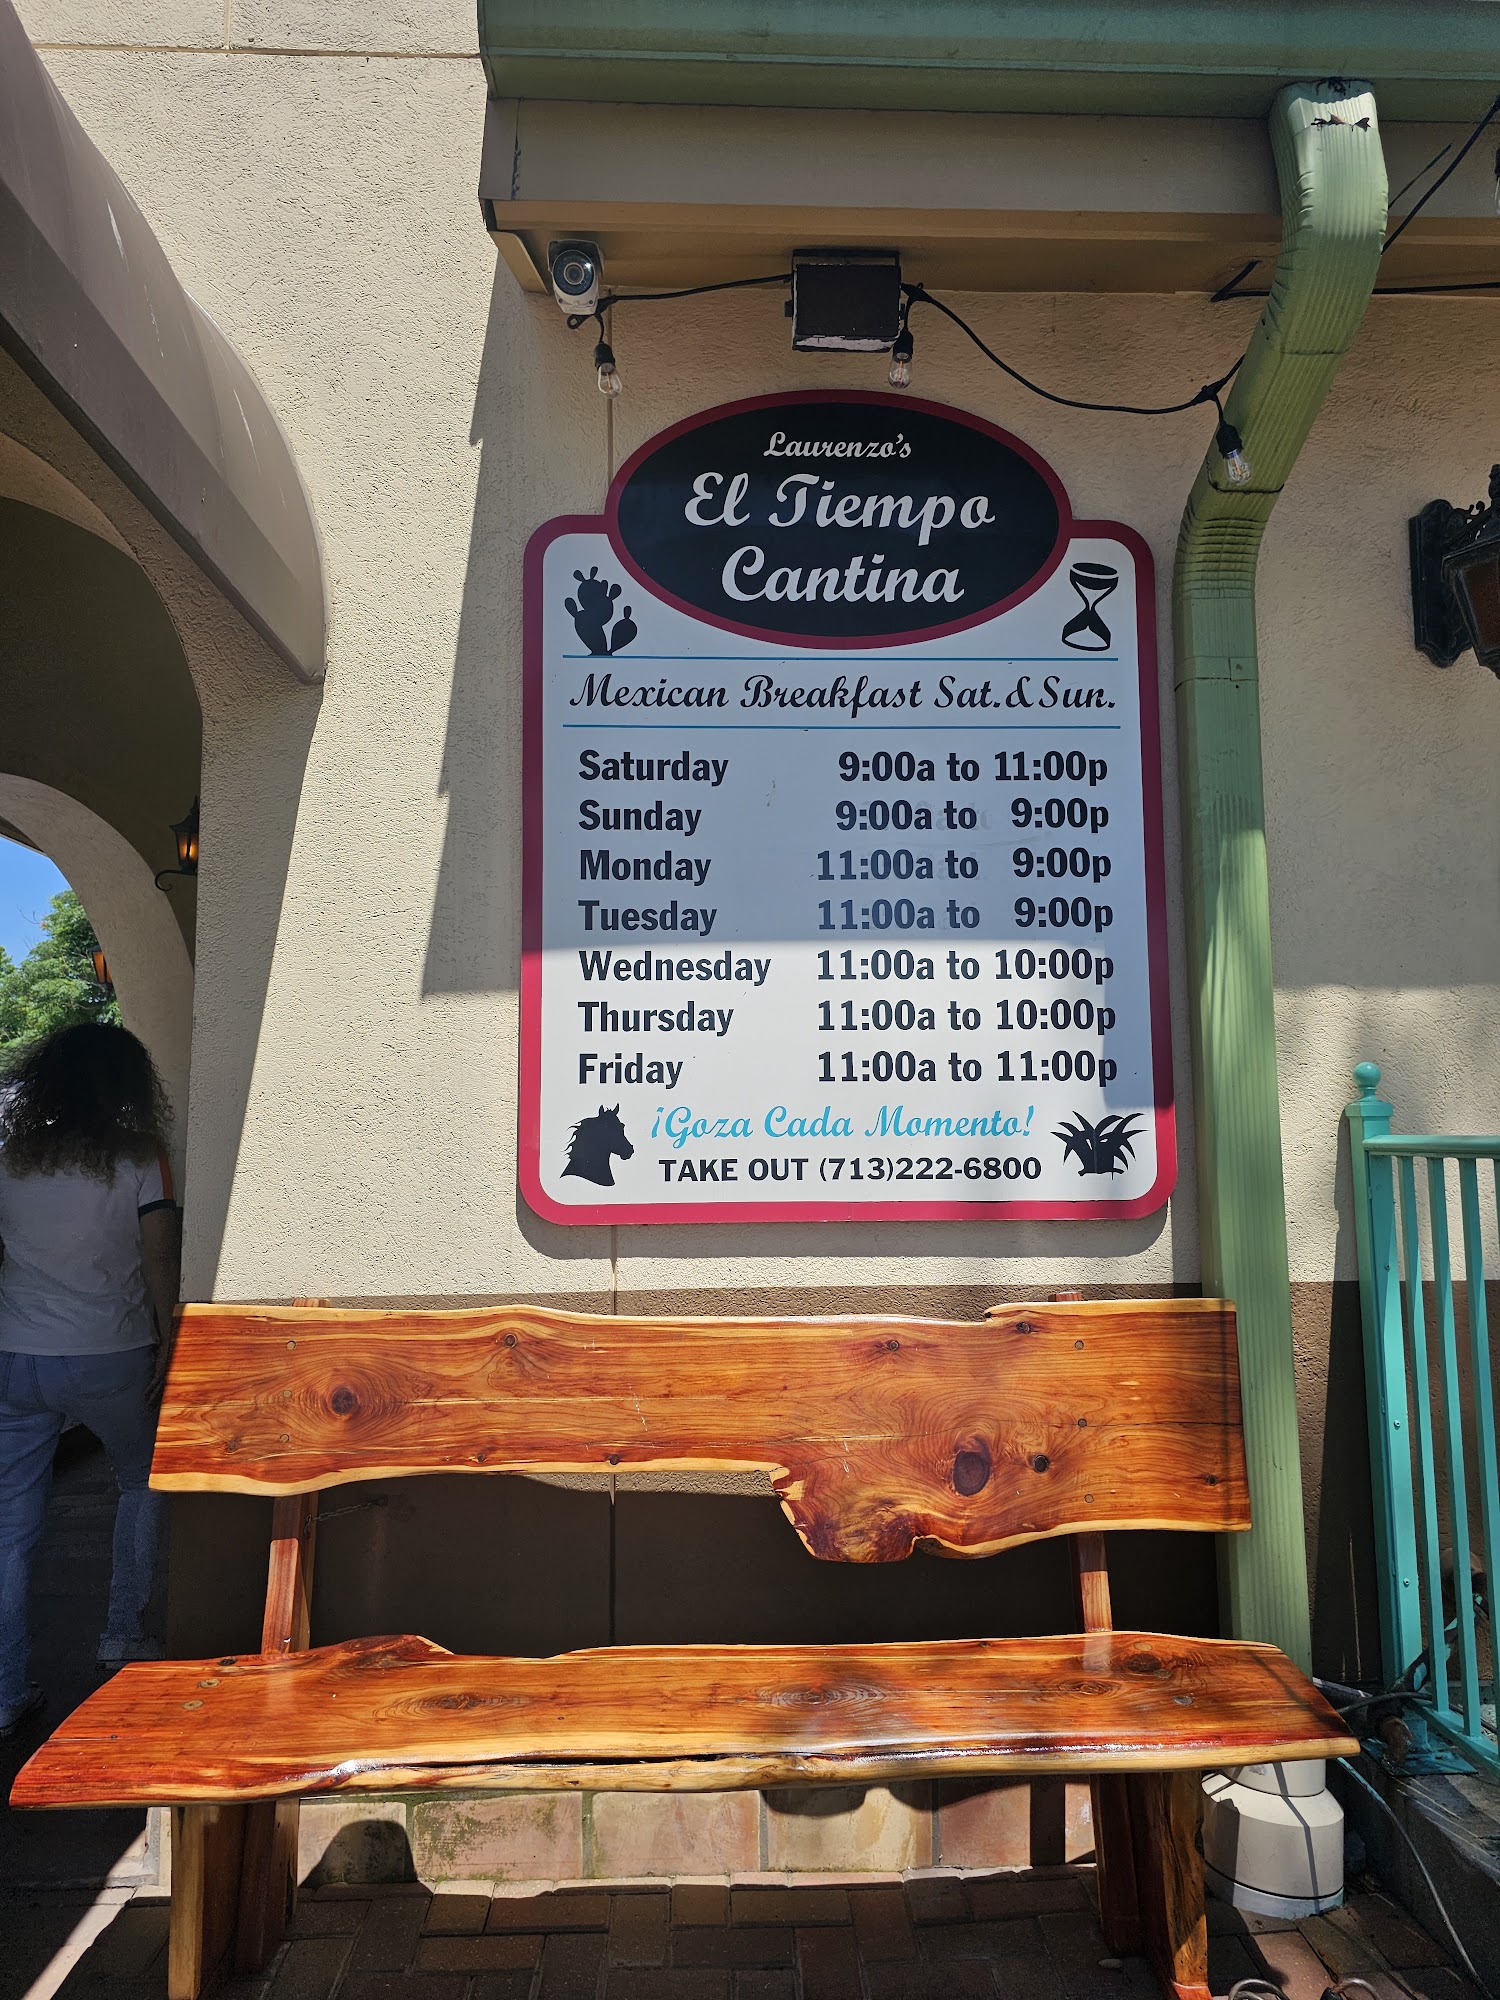 Laurenzo's
El Tiempo
Cantina
Mexican Breakfast Sat. & Sun.
Saturday 9:00a to 11:00p
Sunday 9:00a to 9:00p
Monday 11:00a to 9:00p
Tuesday 11:00a to 9:00p
Wednesday 11:00a to 10:00p
Thursday 11:00a to 10:00p
Friday 11:00a to 11:00p
¡Goza Cada Momento!
TAKE OUT (713)222-6800